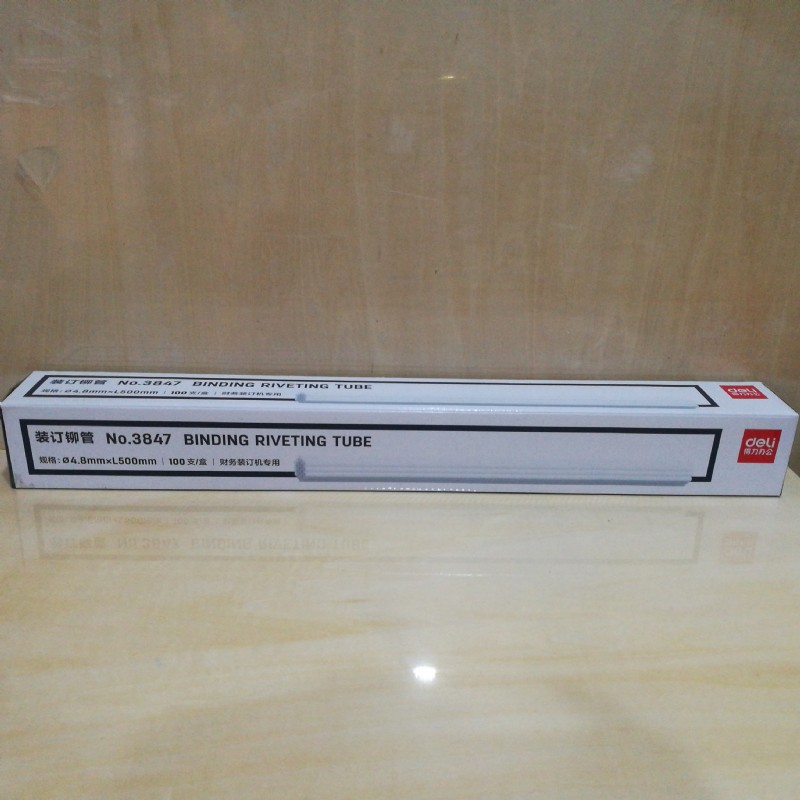 装订铆管 No.3847 BINDING RIVETING TUBE
规格:Ø4.8mm×L500mm | 100支/盒 | 财务装订机专用
deli
得力办公
装订铆管 No.3847 BINDING RIVETING TUBE
规格:Ø4.8mm×L500mm | 100支/盒 | 财务装订机专用
deli
得力办公